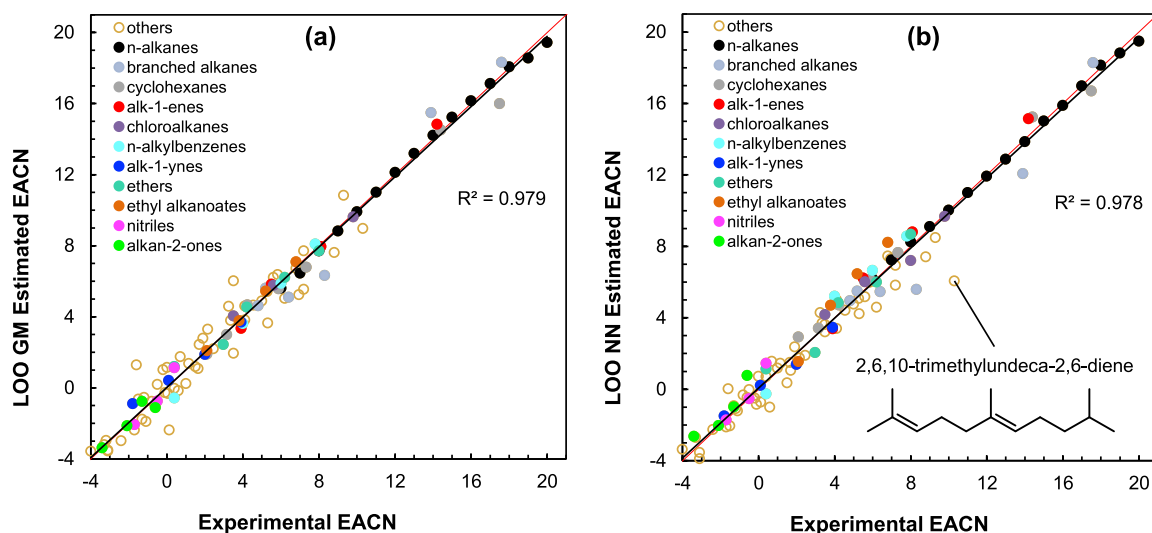 (a)
others
n-alkanes
branched alkanes
cyclohexanes
alk-1-enes
chloroalkanes
n-alkylbenzenes
alk-1-ynes
ethers
ethyl alkanoates
nitriles
alkan-2-ones
R² = 0.979
LOO GM Estimated EACN
20
16
12
8
4
0
-4
-4 0 4 8 12 16 20
Experimental EACN
(b)
others
n-alkanes
branched alkanes
cyclohexanes
alk-1-enes
chloroalkanes
n-alkylbenzenes
alk-1-ynes
ethers
ethyl alkanoates
nitriles
alkan-2-ones
R² = 0.978
2,6,10-trimethylundeca-2,6-diene
LOO NN Estimated EACN
20
16
12
8
4
0
-4
-4 0 4 8 12 16 20
Experimental EACN